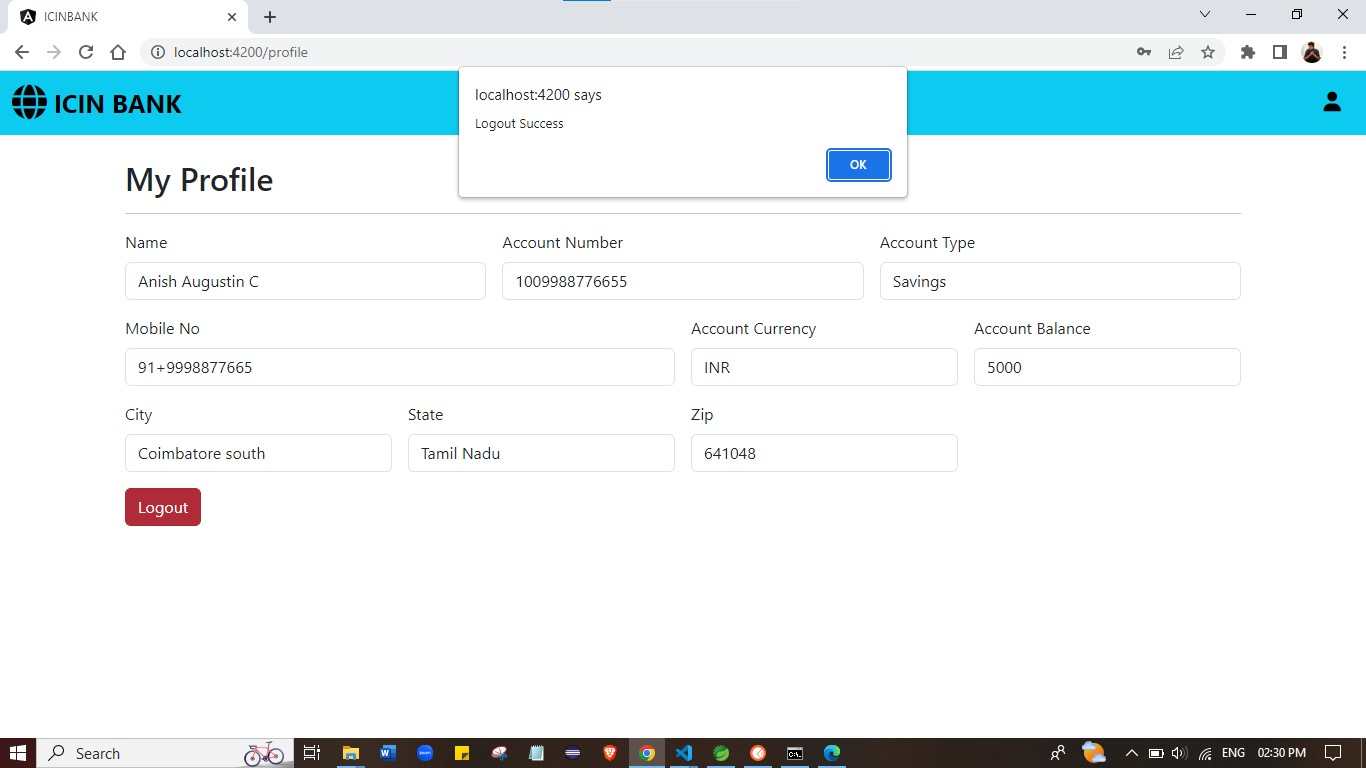 ICINBANK
localhost:4200/profile
ICIN BANK
localhost:4200 says
Logout Success
OK
My Profile
Name
Account Number
Account Type
Anish Augustin C
1009988776655
Savings
Mobile No
Account Currency
Account Balance
91+9998877665
INR
5000
City
State
Zip
Coimbatore south
Tamil Nadu
641048
Logout
Search
ENG
02:30 PM